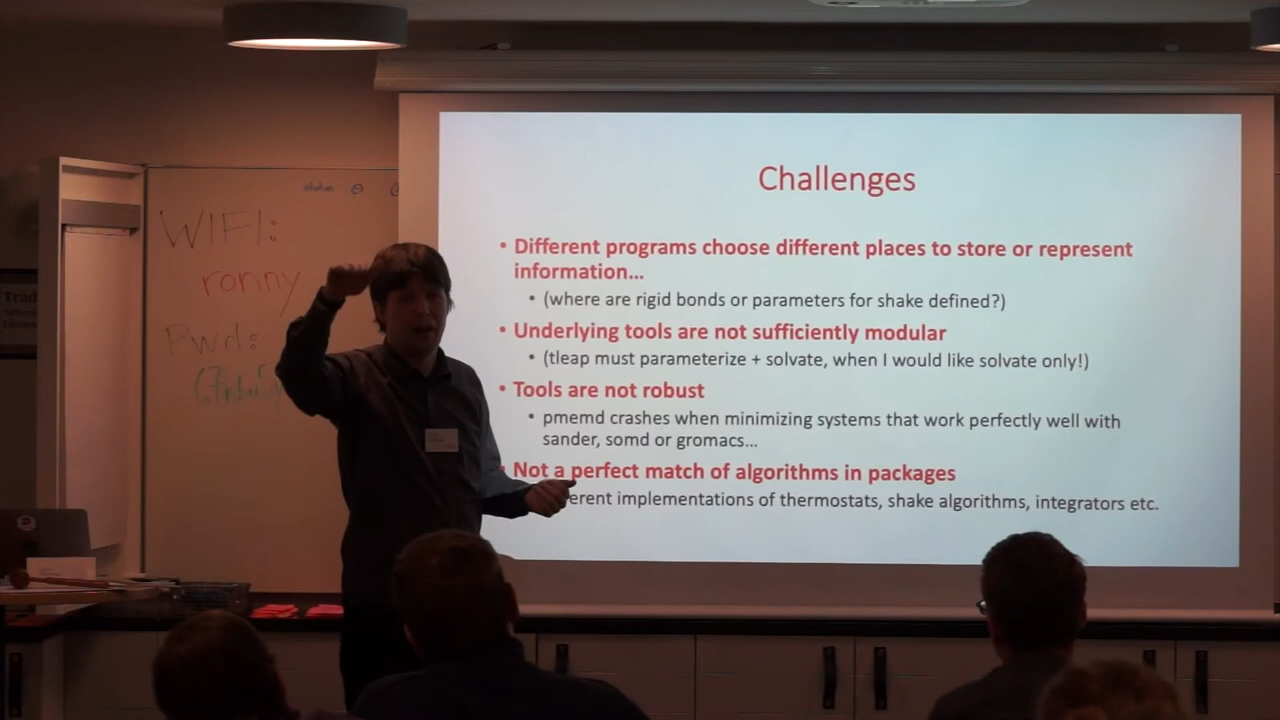 Challenges
• Different programs choose different places to store or represent
information...
• (where are rigid bonds or parameters for shake defined?)
• Underlying tools are not sufficiently modular
• (tleap must parameterize + solvate, when I would like solvate only!)
• Tools are not robust
• pmemd crashes when minimizing systems that work perfectly well with
sander, somd or gromacs...
• Not a perfect match of algorithms in packages
implementations of thermostats, shake algorithms, integrators etc.
WIFI:
ronny
Pwd: